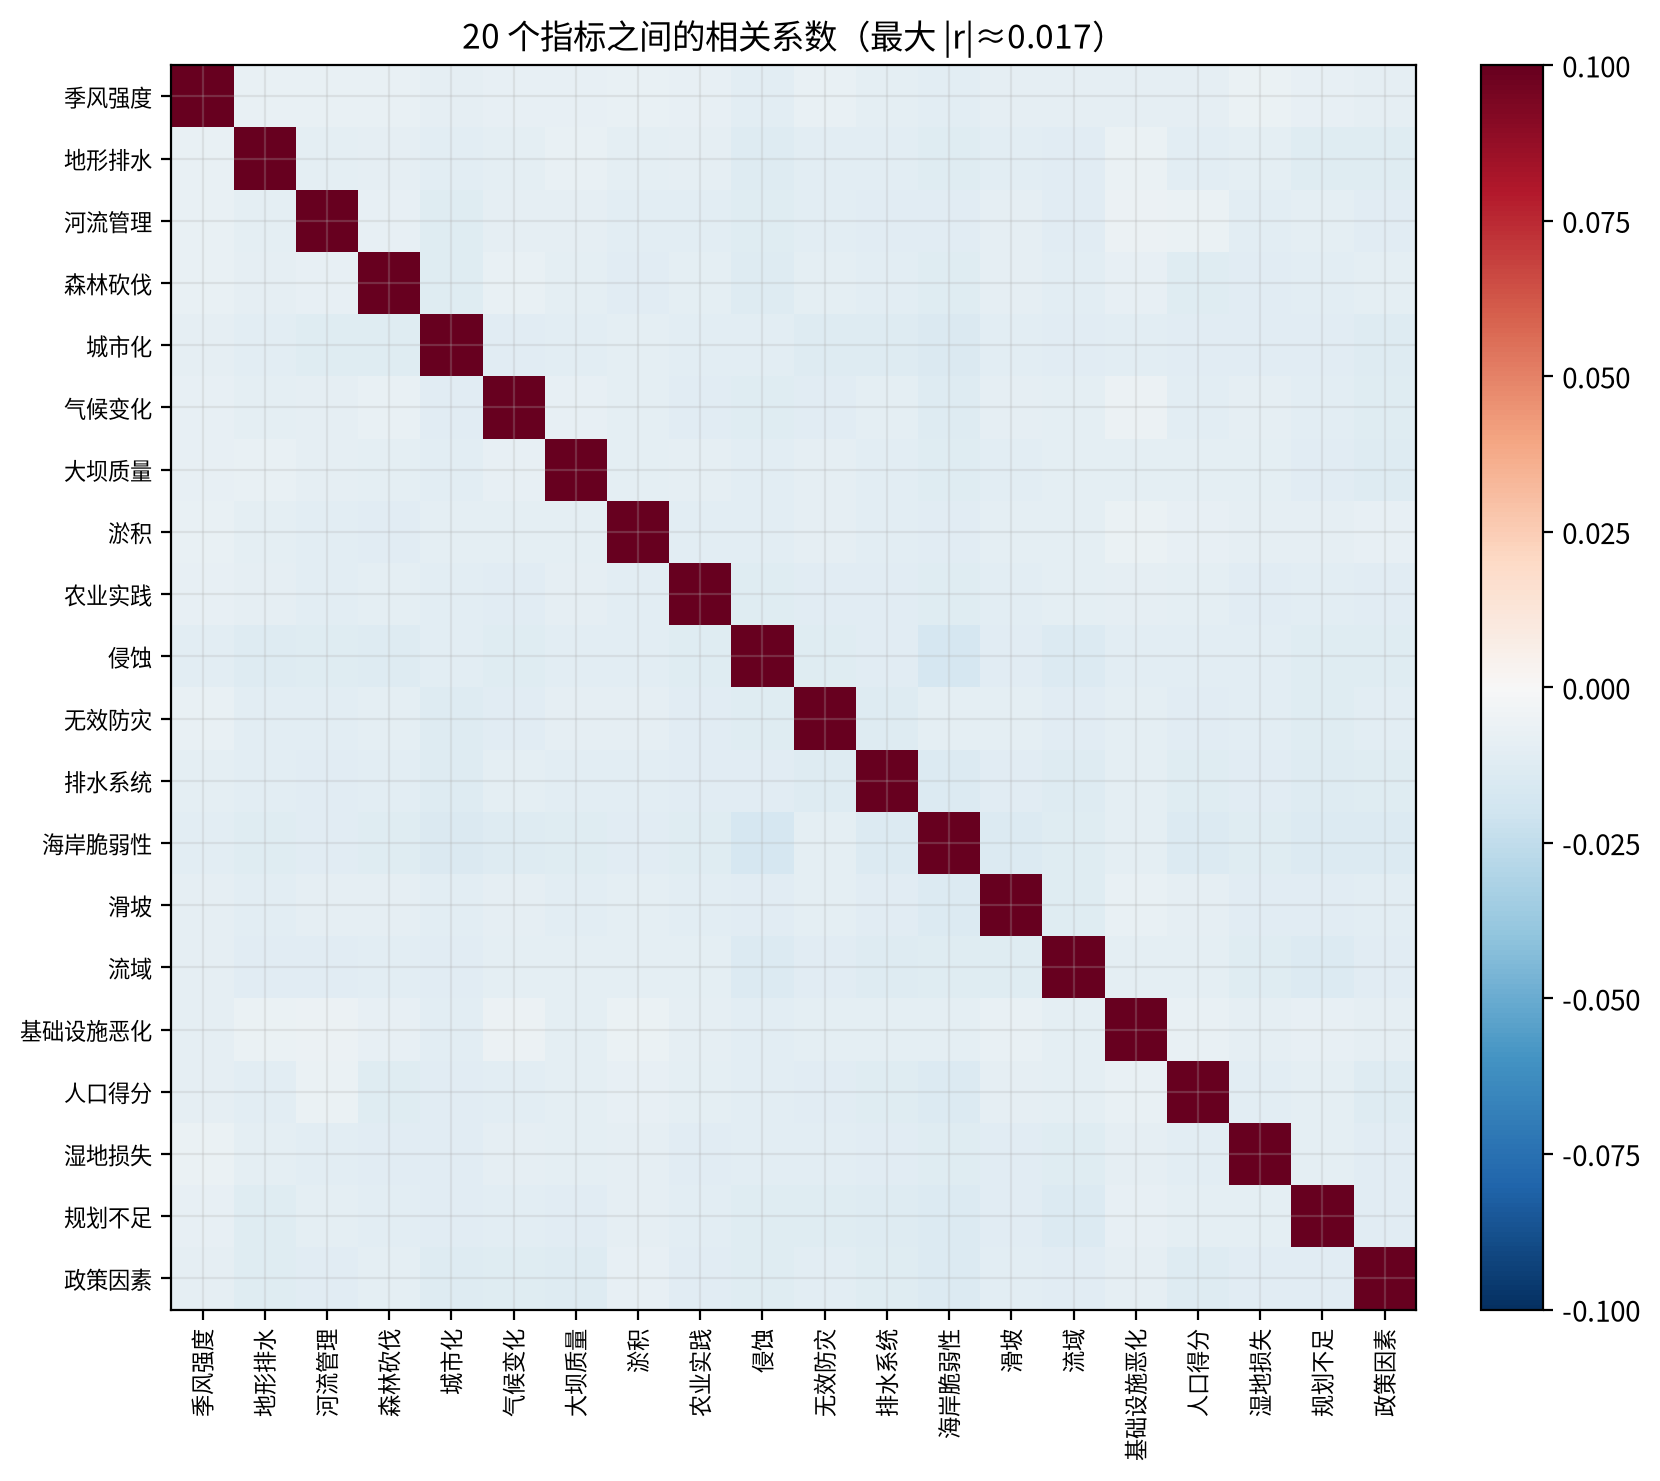 20 个指标之间的相关系数（最大 |r|≈0.017）
季风强度
地形排水
河流管理
森林砍伐
城市化
气候变化
大坝质量
淤积
农业实践
侵蚀
无效防灾
排水系统
海岸脆弱性
滑坡
流域
基础设施恶化
人口得分
湿地损失
规划不足
政策因素
季风强度
地形排水
河流管理
森林砍伐
城市化
气候变化
大坝质量
淤积
农业实践
侵蚀
无效防灾
排水系统
海岸脆弱性
滑坡
流域
基础设施恶化
人口得分
湿地损失
规划不足
政策因素
0.100
0.075
0.050
0.025
0.000
-0.025
-0.050
-0.075
-0.100